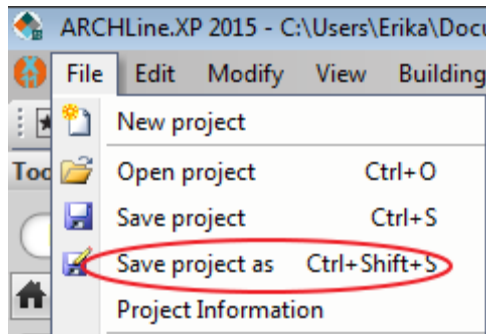 ARCHLine.XP 2015 - C:\Users\Erika\Docu
File Edit Modify View Building
New project
Too
Open project Ctrl+O
Save project Ctrl+S
Save project as Ctrl+Shift+S
Project Information